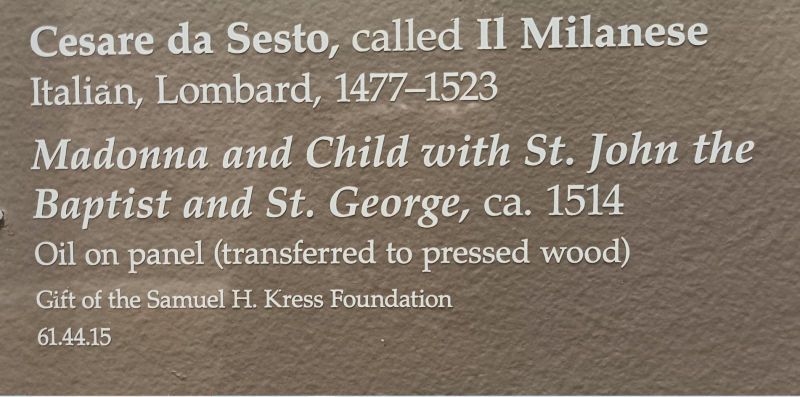 Cesare da Sesto, called Il Milanese
Italian, Lombard, 1477–1523
Madonna and Child with St. John the
Baptist and St. George, ca. 1514
Oil on panel (transferred to pressed wood)
Gift of the Samuel H. Kress Foundation
61.44.15